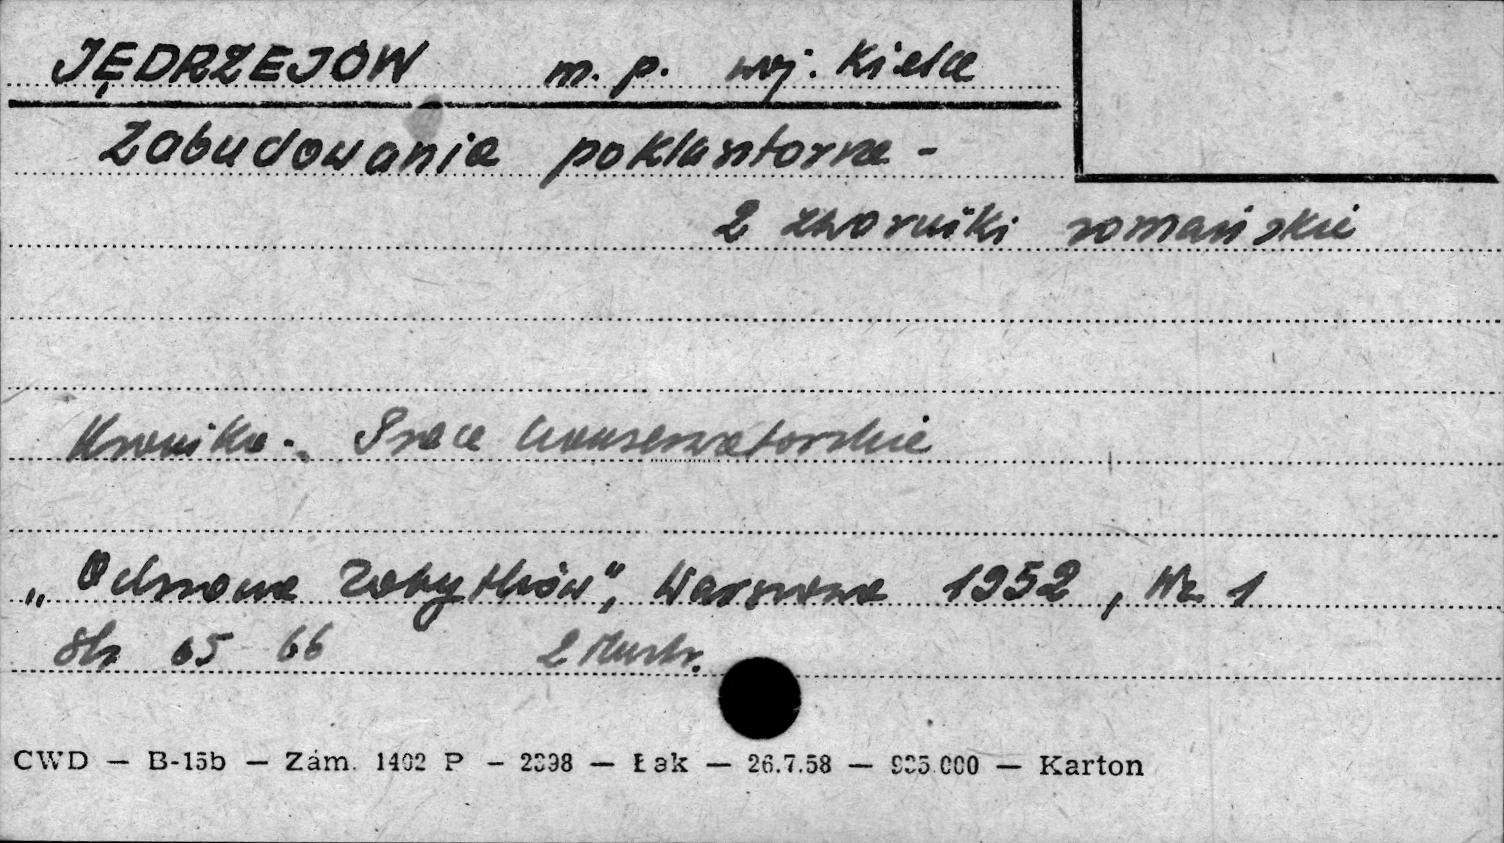 JĘDRZEJÓW m. p. woj. Kielce
Zabudowania poklasztorne -
2 zworniki romańskie
Kronika - Prace konserwatorskie
„Ochrona Zabytków", Warszawa 1952, Nr. 1
Str 65 66 2 ilustr.
CWD — B-15b — Zam. 1402 P — 2398 — Łak — 26.7.58 — 935.000 — Karton